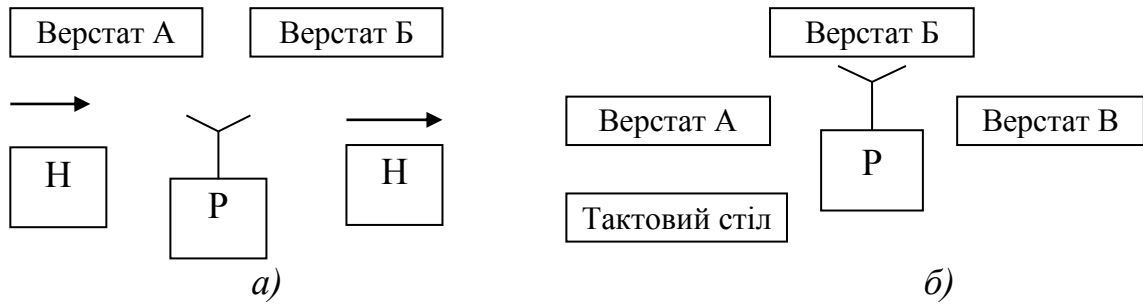 Верстат А
Верстат Б
Н
Р
Н
а)
Верстат Б
Верстат А
Верстат В
Р
Тактовий стіл
б)